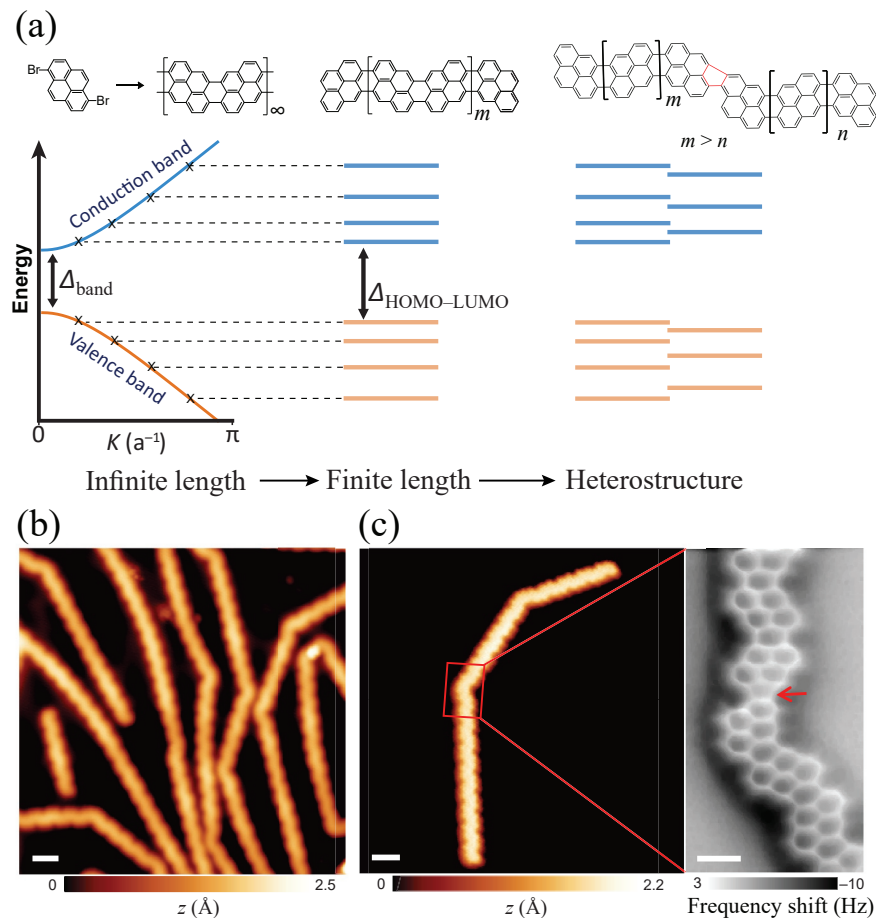 (a)
Br
Br
∞
m
m
n
m > n
Energy
Conduction band
Δband
ΔHOMO–LUMO
Valence band
0
π
K (a⁻¹)
Infinite length
Finite length
Heterostructure
(b)
(c)
0
2.5
z (Å)
0
2.2
z (Å)
3
–10
Frequency shift (Hz)